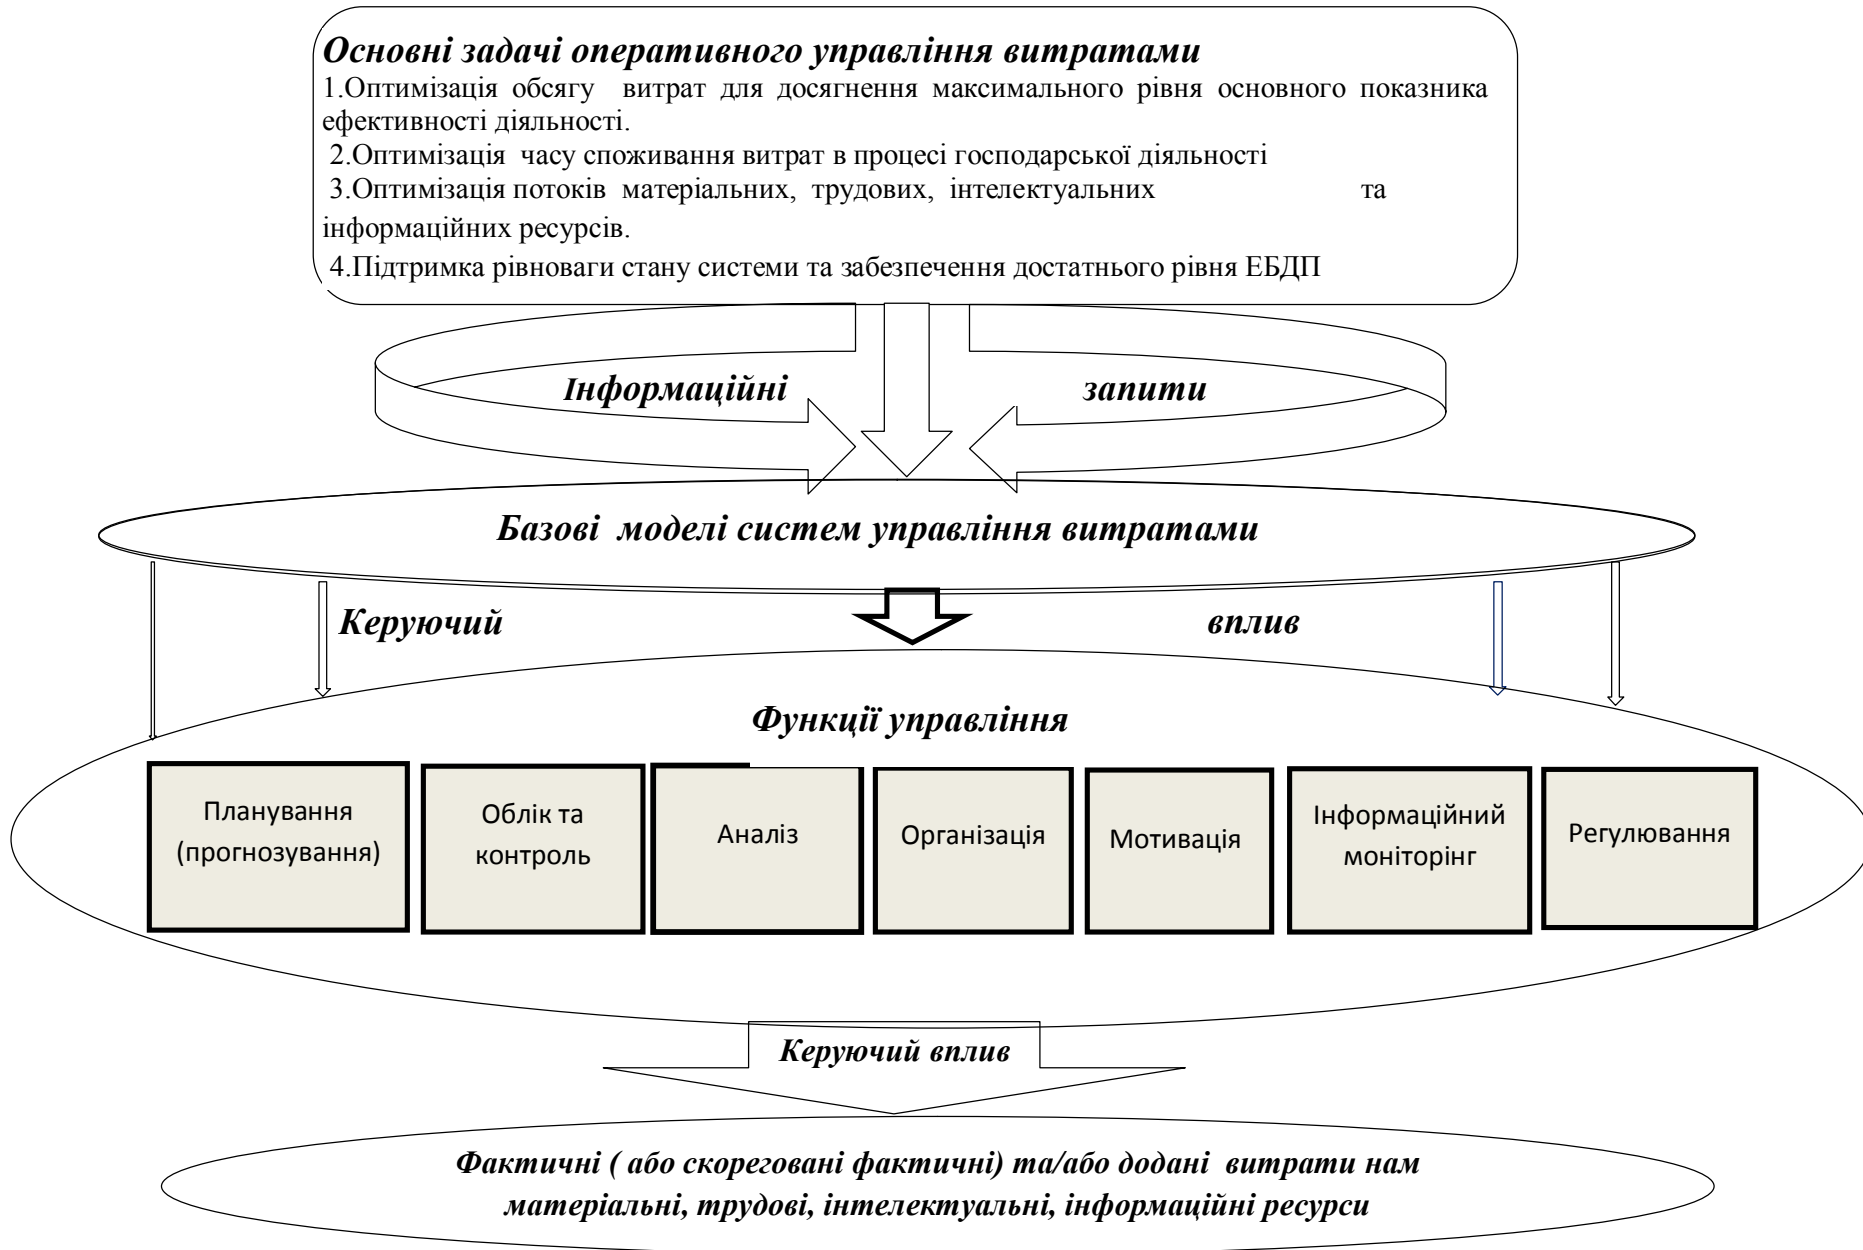 Основні задачі оперативного управління витратами
1.Оптимізація обсягу витрат для досягнення максимального рівня основного показника
ефективності діяльності.
2.Оптимізація часу споживання витрат в процесі господарської діяльності
3.Оптимізація потоків матеріальних, трудових, інтелектуальних та
інформаційних ресурсів.
4.Підтримка рівноваги стану системи та забезпечення достатнього рівня ЕБДП
Інформаційні запити
Базові моделі систем управління витратами
Керуючий вплив
Функції управління
Планування
(прогнозування)
Облік та
контроль
Аналіз
Організація
Мотивація
Інформаційний
моніторінг
Регулювання
Керуючий вплив
Фактичні ( або скореговані фактичні) та/або додані витрати нам
матеріальні, трудові, інтелектуальні, інформаційні ресурси